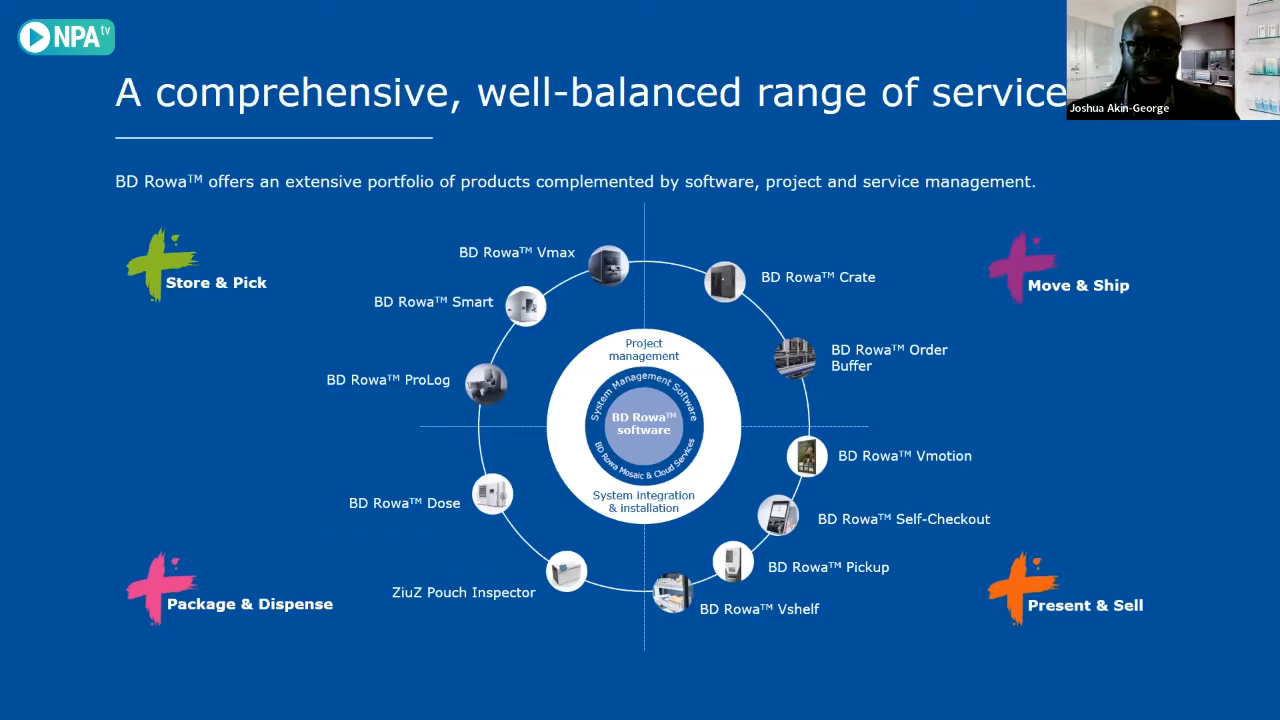 NPA tv
A comprehensive, well-balanced range of service
Joshua Akin-George
BD Rowa™ offers an extensive portfolio of products complemented by software, project and service management.
Store & Pick
Move & Ship
BD Rowa™ Vmax
BD Rowa™ Crate
BD Rowa™ Smart
BD Rowa™ Order
Buffer
BD Rowa™ ProLog
Project
management
System Management Software
BD Rowa™
software
BD Rowa Mosaic & Cloud Services
System integration
& installation
BD Rowa™ Vmotion
BD Rowa™ Dose
BD Rowa™ Self-Checkout
BD Rowa™ Pickup
ZiuZ Pouch Inspector
BD Rowa™ Vshelf
Package & Dispense
Present & Sell